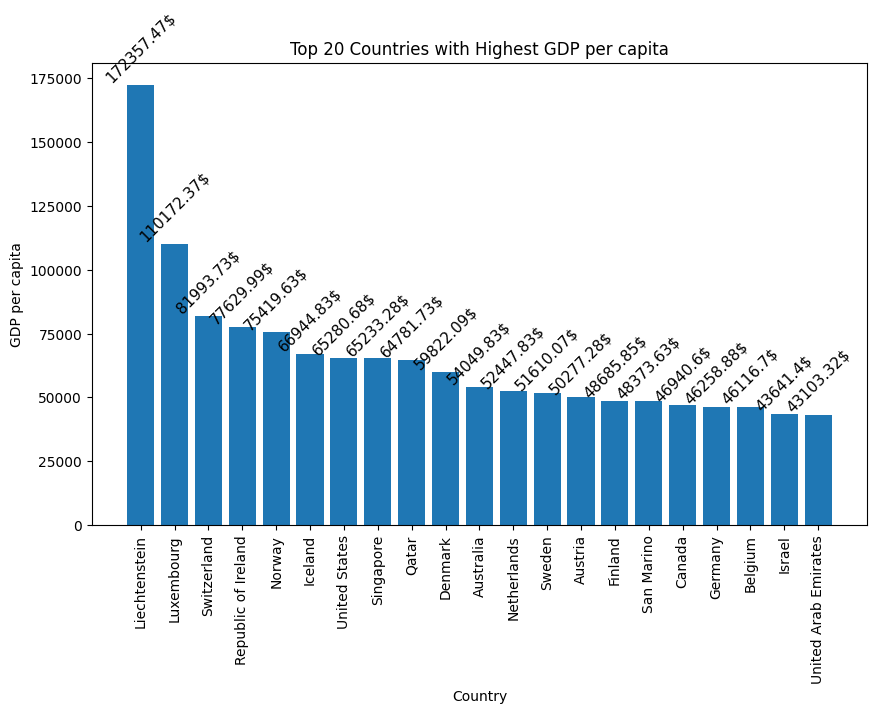 Top 20 Countries with Highest GDP per capita
GDP per capita
175000
150000
125000
100000
75000
50000
25000
0
172357.47$
110172.37$
81993.73$
77629.99$
75419.63$
66944.83$
65280.68$
65233.28$
64781.73$
59822.09$
54049.83$
52447.83$
51610.07$
50277.28$
48685.85$
48373.63$
46940.6$
46258.88$
46116.7$
43641.4$
43103.32$
Liechtenstein
Luxembourg
Switzerland
Republic of Ireland
Norway
Iceland
United States
Singapore
Qatar
Denmark
Australia
Netherlands
Sweden
Austria
Finland
San Marino
Canada
Germany
Belgium
Israel
United Arab Emirates
Country